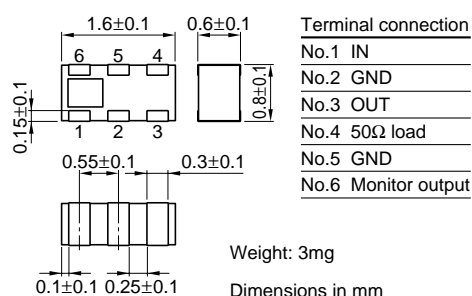 1.6±0.1
0.6±0.1
6 5 4
0.8±0.1
0.15±0.1
1 2 3
0.55±0.1
0.3±0.1
0.1±0.1
0.25±0.1
Terminal connection
No.1 IN
No.2 GND
No.3 OUT
No.4 50Ω load
No.5 GND
No.6 Monitor output
Weight: 3mg
Dimensions in mm